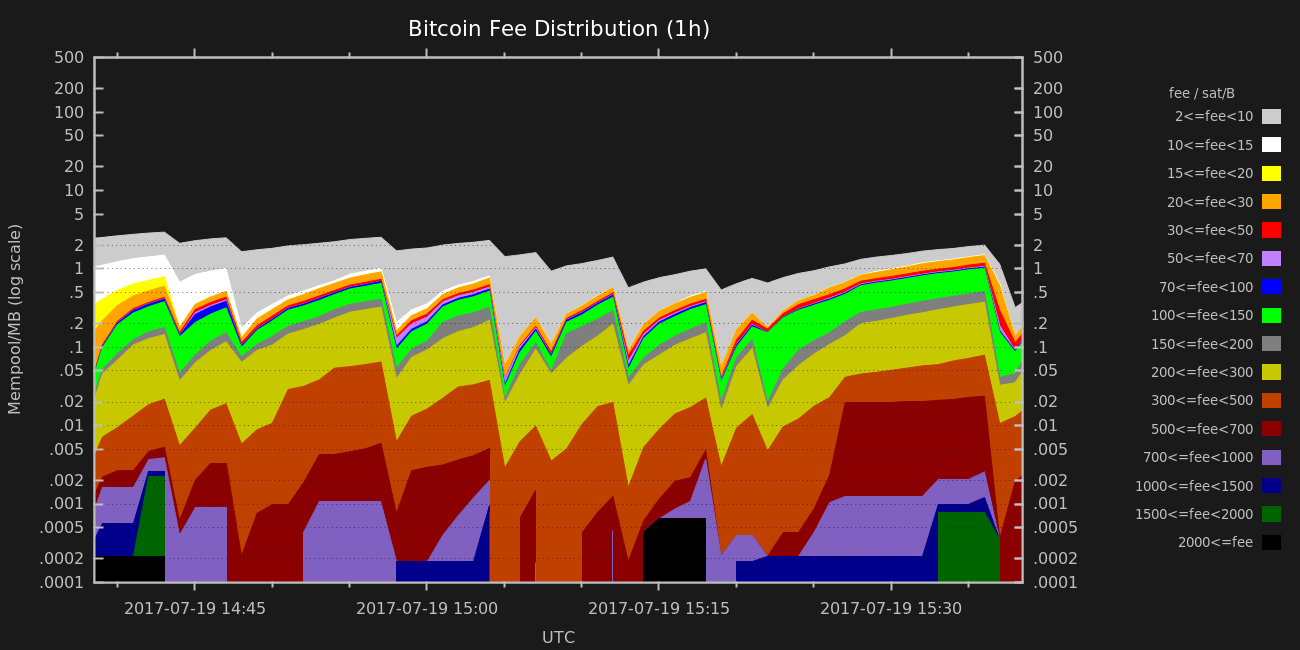 Bitcoin Fee Distribution (1h)
Mempool/MB (log scale)
500
200
100
50
20
10
5
2
1
.5
.2
.1
.05
.02
.01
.005
.002
.001
.0005
.0002
.0001
500
200
100
50
20
10
5
2
1
.5
.2
.1
.05
.02
.01
.005
.002
.001
.0005
.0002
.0001
2017-07-19 14:45
2017-07-19 15:00
2017-07-19 15:15
2017-07-19 15:30
UTC
fee / sat/B
2<=fee<10
10<=fee<15
15<=fee<20
20<=fee<30
30<=fee<50
50<=fee<70
70<=fee<100
100<=fee<150
150<=fee<200
200<=fee<300
300<=fee<500
500<=fee<700
700<=fee<1000
1000<=fee<1500
1500<=fee<2000
2000<=fee